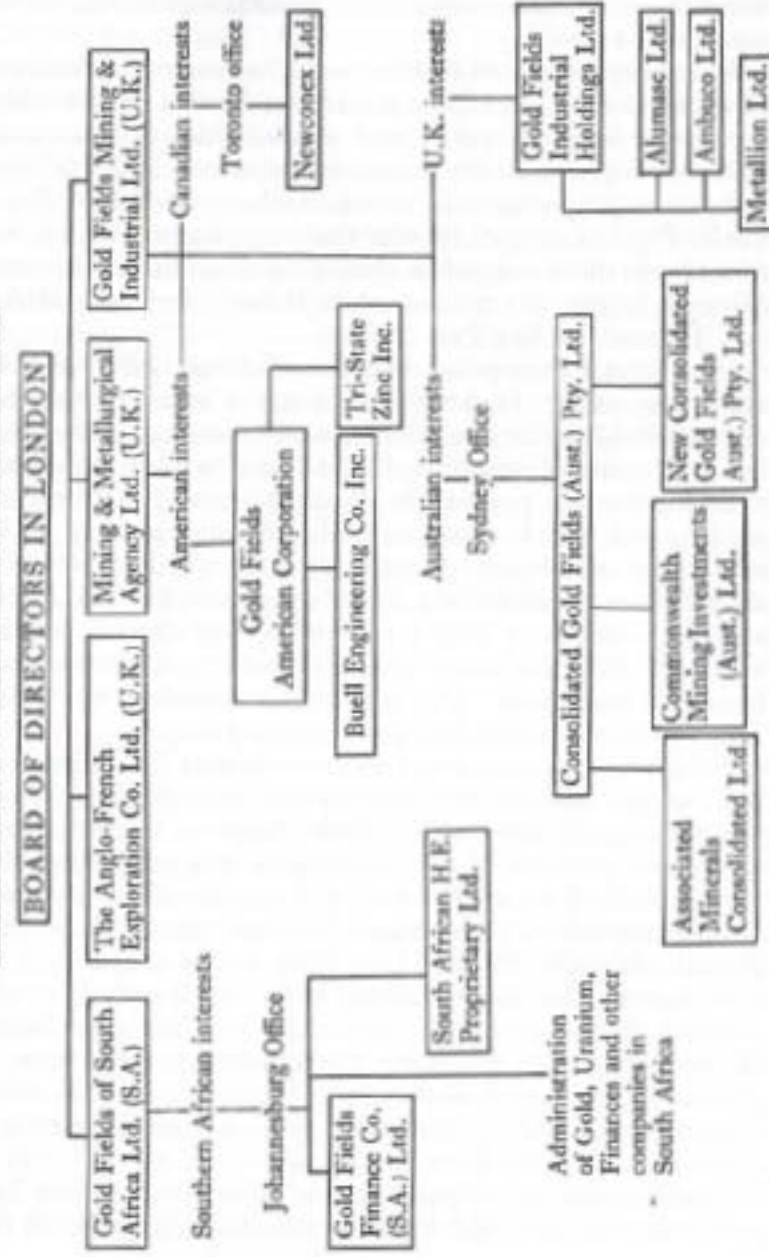 BOARD OF DIRECTORS IN LONDON
Gold Fields of South
Africa Ltd. (S.A.)
The Anglo-French
Exploration Co. Ltd. (U.K.)
Mining & Metallurgical
Agency Ltd. (U.K.)
Gold Fields Mining &
Industrial Ltd. (U.K.)
Southern African interests
American interests
Canadian interests
Johannesburg Office
Toronto office
Gold Fields
Finance Co.
(S.A.) Ltd.
South African H.E.
Proprietary Ltd.
Gold Fields
American Corporation
Newconex Ltd.
Buell Engineering Co. Inc.
Tri-State
Zinc Inc.
Administration
of Gold, Uranium,
Finances and other
companies in
South Africa
Australian interests
Sydney Office
U.K. interests
Consolidated Gold Fields (Aust.) Pty. Ltd.
Gold Fields
Industrial
Holdings Ltd.
Associated
Minerals
Consolidated Ltd.
Commonwealth
Mining Investments
(Aust.) Ltd.
New Consolidated
Gold Fields
Aust.) Pty. Ltd.
Alumasc Ltd.
Ambuco Ltd.
Metallion Ltd.